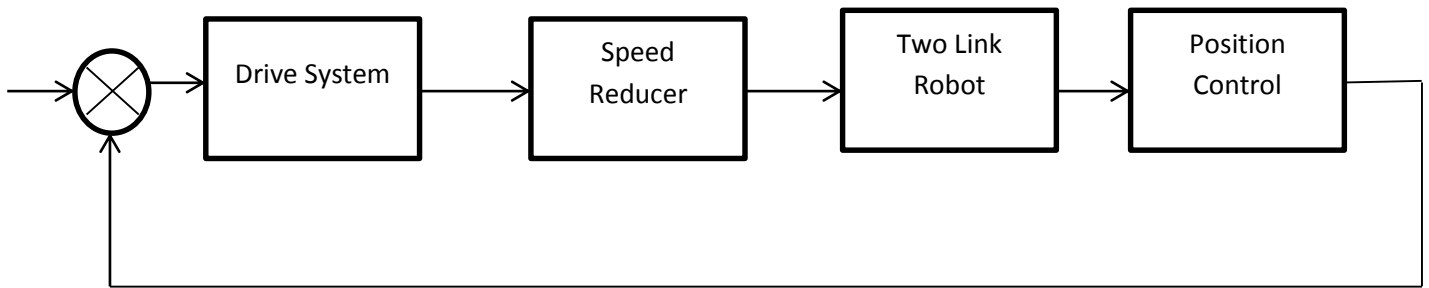 Drive System
Speed
Reducer
Two Link
Robot
Position
Control